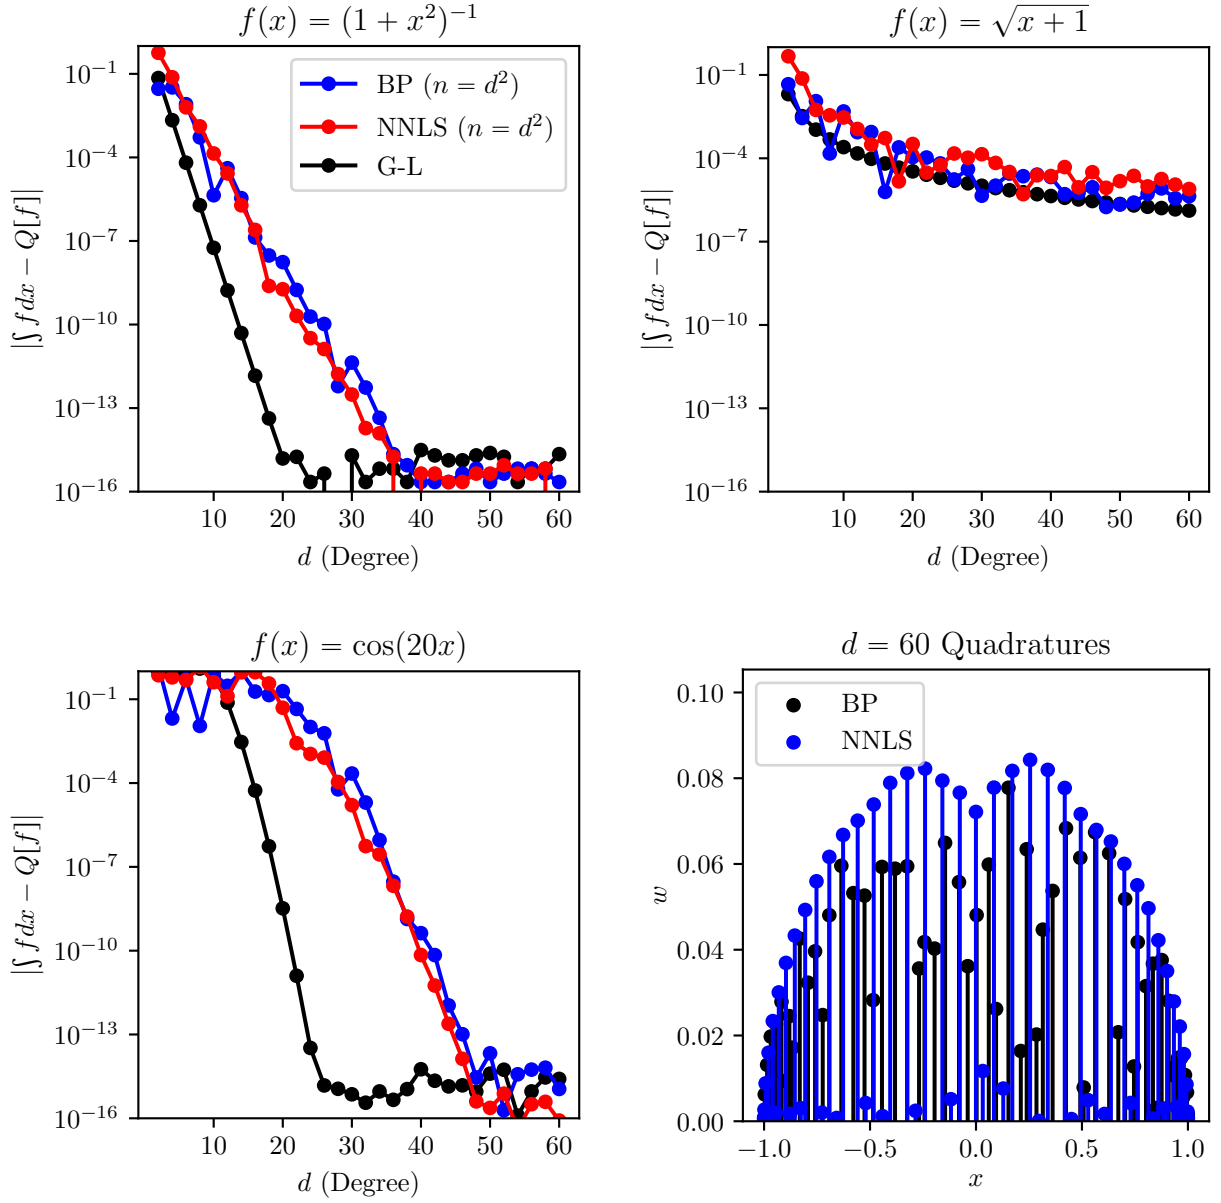 f(x) = (1 + x²)⁻¹
10⁻¹
10⁻⁴
10⁻⁷
10⁻¹⁰
10⁻¹³
10⁻¹⁶
|∫ fdx − Q[f]|
BP (n = d²)
NNLS (n = d²)
G-L
10 20 30 40 50 60
d (Degree)
f(x) = √(x + 1)
10⁻¹
10⁻⁴
10⁻⁷
10⁻¹⁰
10⁻¹³
10⁻¹⁶
|∫ fdx − Q[f]|
10 20 30 40 50 60
d (Degree)
f(x) = cos(20x)
10⁻¹
10⁻⁴
10⁻⁷
10⁻¹⁰
10⁻¹³
10⁻¹⁶
|∫ fdx − Q[f]|
10 20 30 40 50 60
d (Degree)
d = 60 Quadratures
0.10
0.08
0.06
0.04
0.02
0.00
w
BP
NNLS
−1.0 −0.5 0.0 0.5 1.0
x